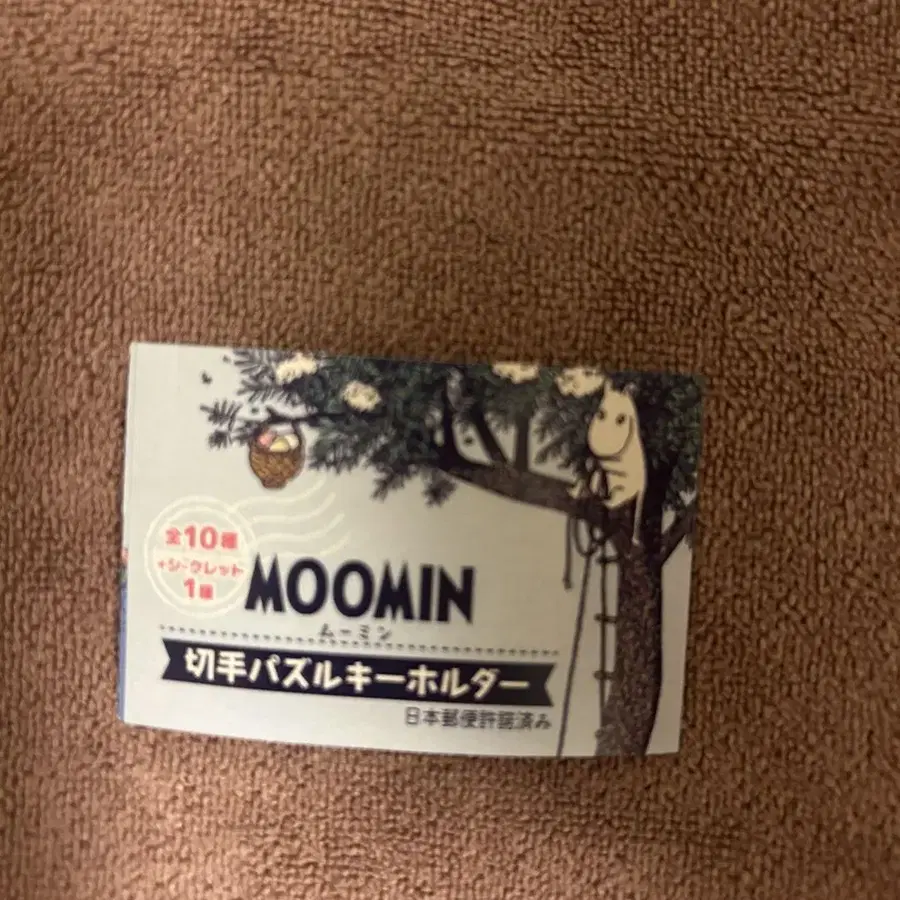 全10種
+シークレット
1種
MOOMIN
ムーミン
切手パズルキーホルダー
日本郵便許諾済み